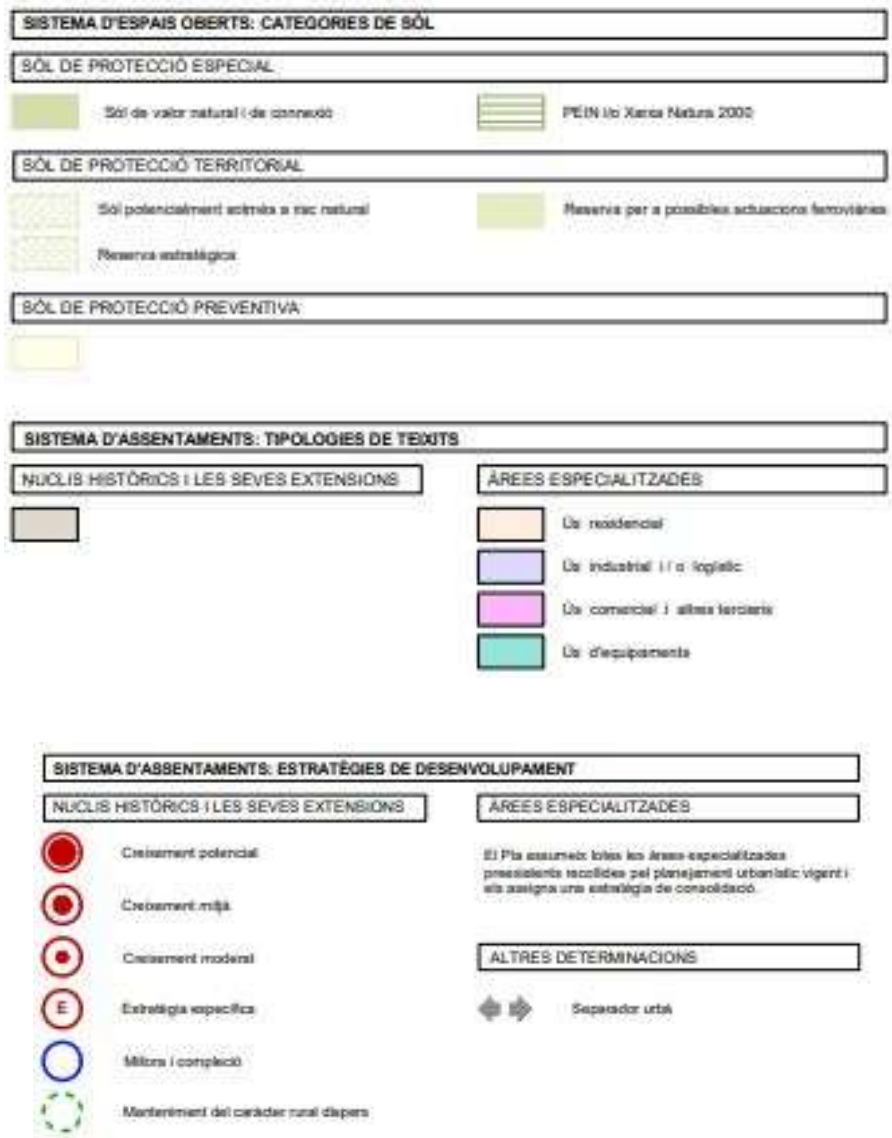 SISTEMA D'ESPAIS OBERTS: CATEGORIES DE SÒL
SÒL DE PROTECCIÓ ESPECIAL
Sòl de valor natural i de connexió
PEIN i/o Xarxa Natura 2000
SÒL DE PROTECCIÓ TERRITORIAL
Sòl potencialment sotmès a risc natural
Reserva per a possibles actuacions ferroviàries
Reserva estratègica
SÒL DE PROTECCIÓ PREVENTIVA
SISTEMA D'ASSENTAMENTS: TIPOLOGIES DE TEIXITS
NUCLIS HISTÒRICS I LES SEVES EXTENSIONS
ÀREES ESPECIALITZADES
Ús residencial
Ús industrial i / o logístic
Ús comercial i altres terciaris
Ús d'equipaments
SISTEMA D'ASSENTAMENTS: ESTRATÈGIES DE DESENVOLUPAMENT
NUCLIS HISTÒRICS I LES SEVES EXTENSIONS
ÀREES ESPECIALITZADES
Creixement potencial
El Pla assumeix totes les àrees especialitzades
preexistents recollides pel planejament urbanístic vigent i
els assigna una estratègia de consolidació.
Creixement mitjà
Creixement moderat
ALTRES DETERMINACIONS
E
Estratègia específica
Separador urbà
Millora i compleció
Manteniment del caràcter rural dispers